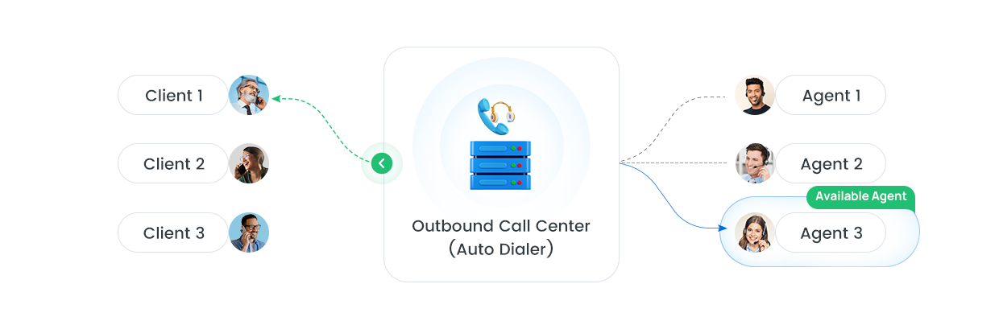 Client 1
Client 2
Client 3
Outbound Call Center
(Auto Dialer)
Agent 1
Agent 2
Available Agent
Agent 3